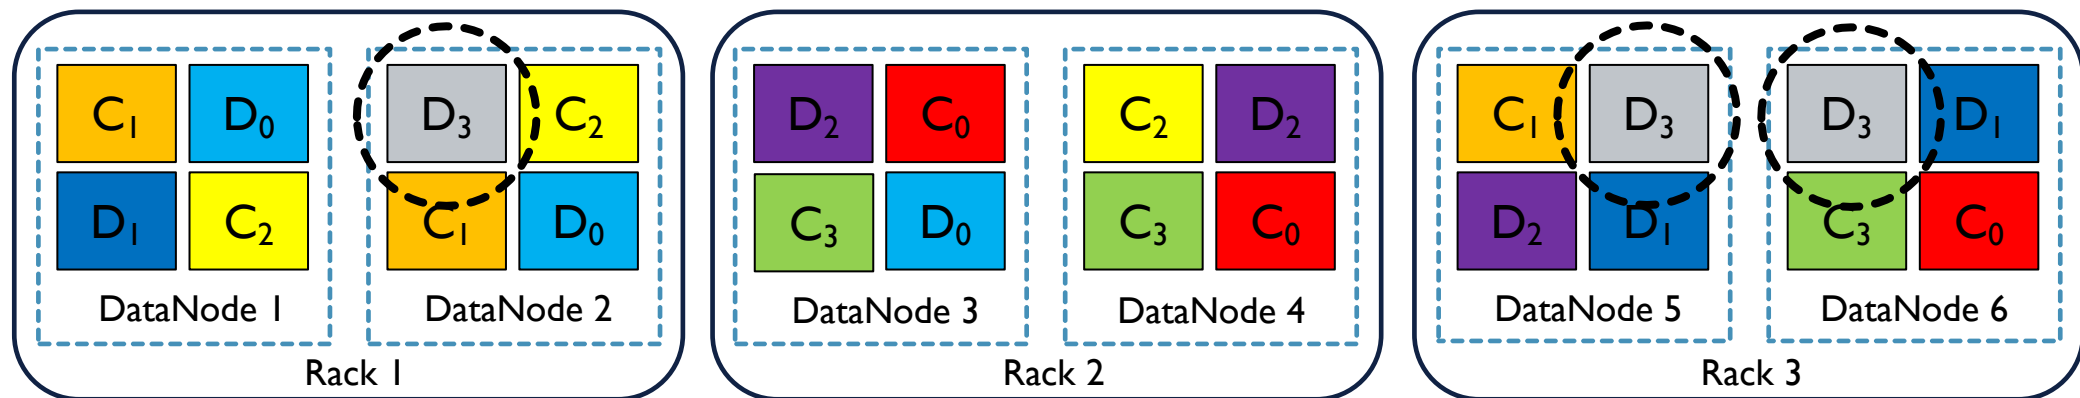 C₁ D₀ D₃ C₂ D₂ C₀ C₂ D₂ C₁ D₃ D₃ D₁
D₁ C₂ C₁ D₀ C₃ D₀ C₃ C₀ D₂ D₁ C₃ C₀
DataNode 1 DataNode 2 DataNode 3 DataNode 4 DataNode 5 DataNode 6
Rack 1 Rack 2 Rack 3